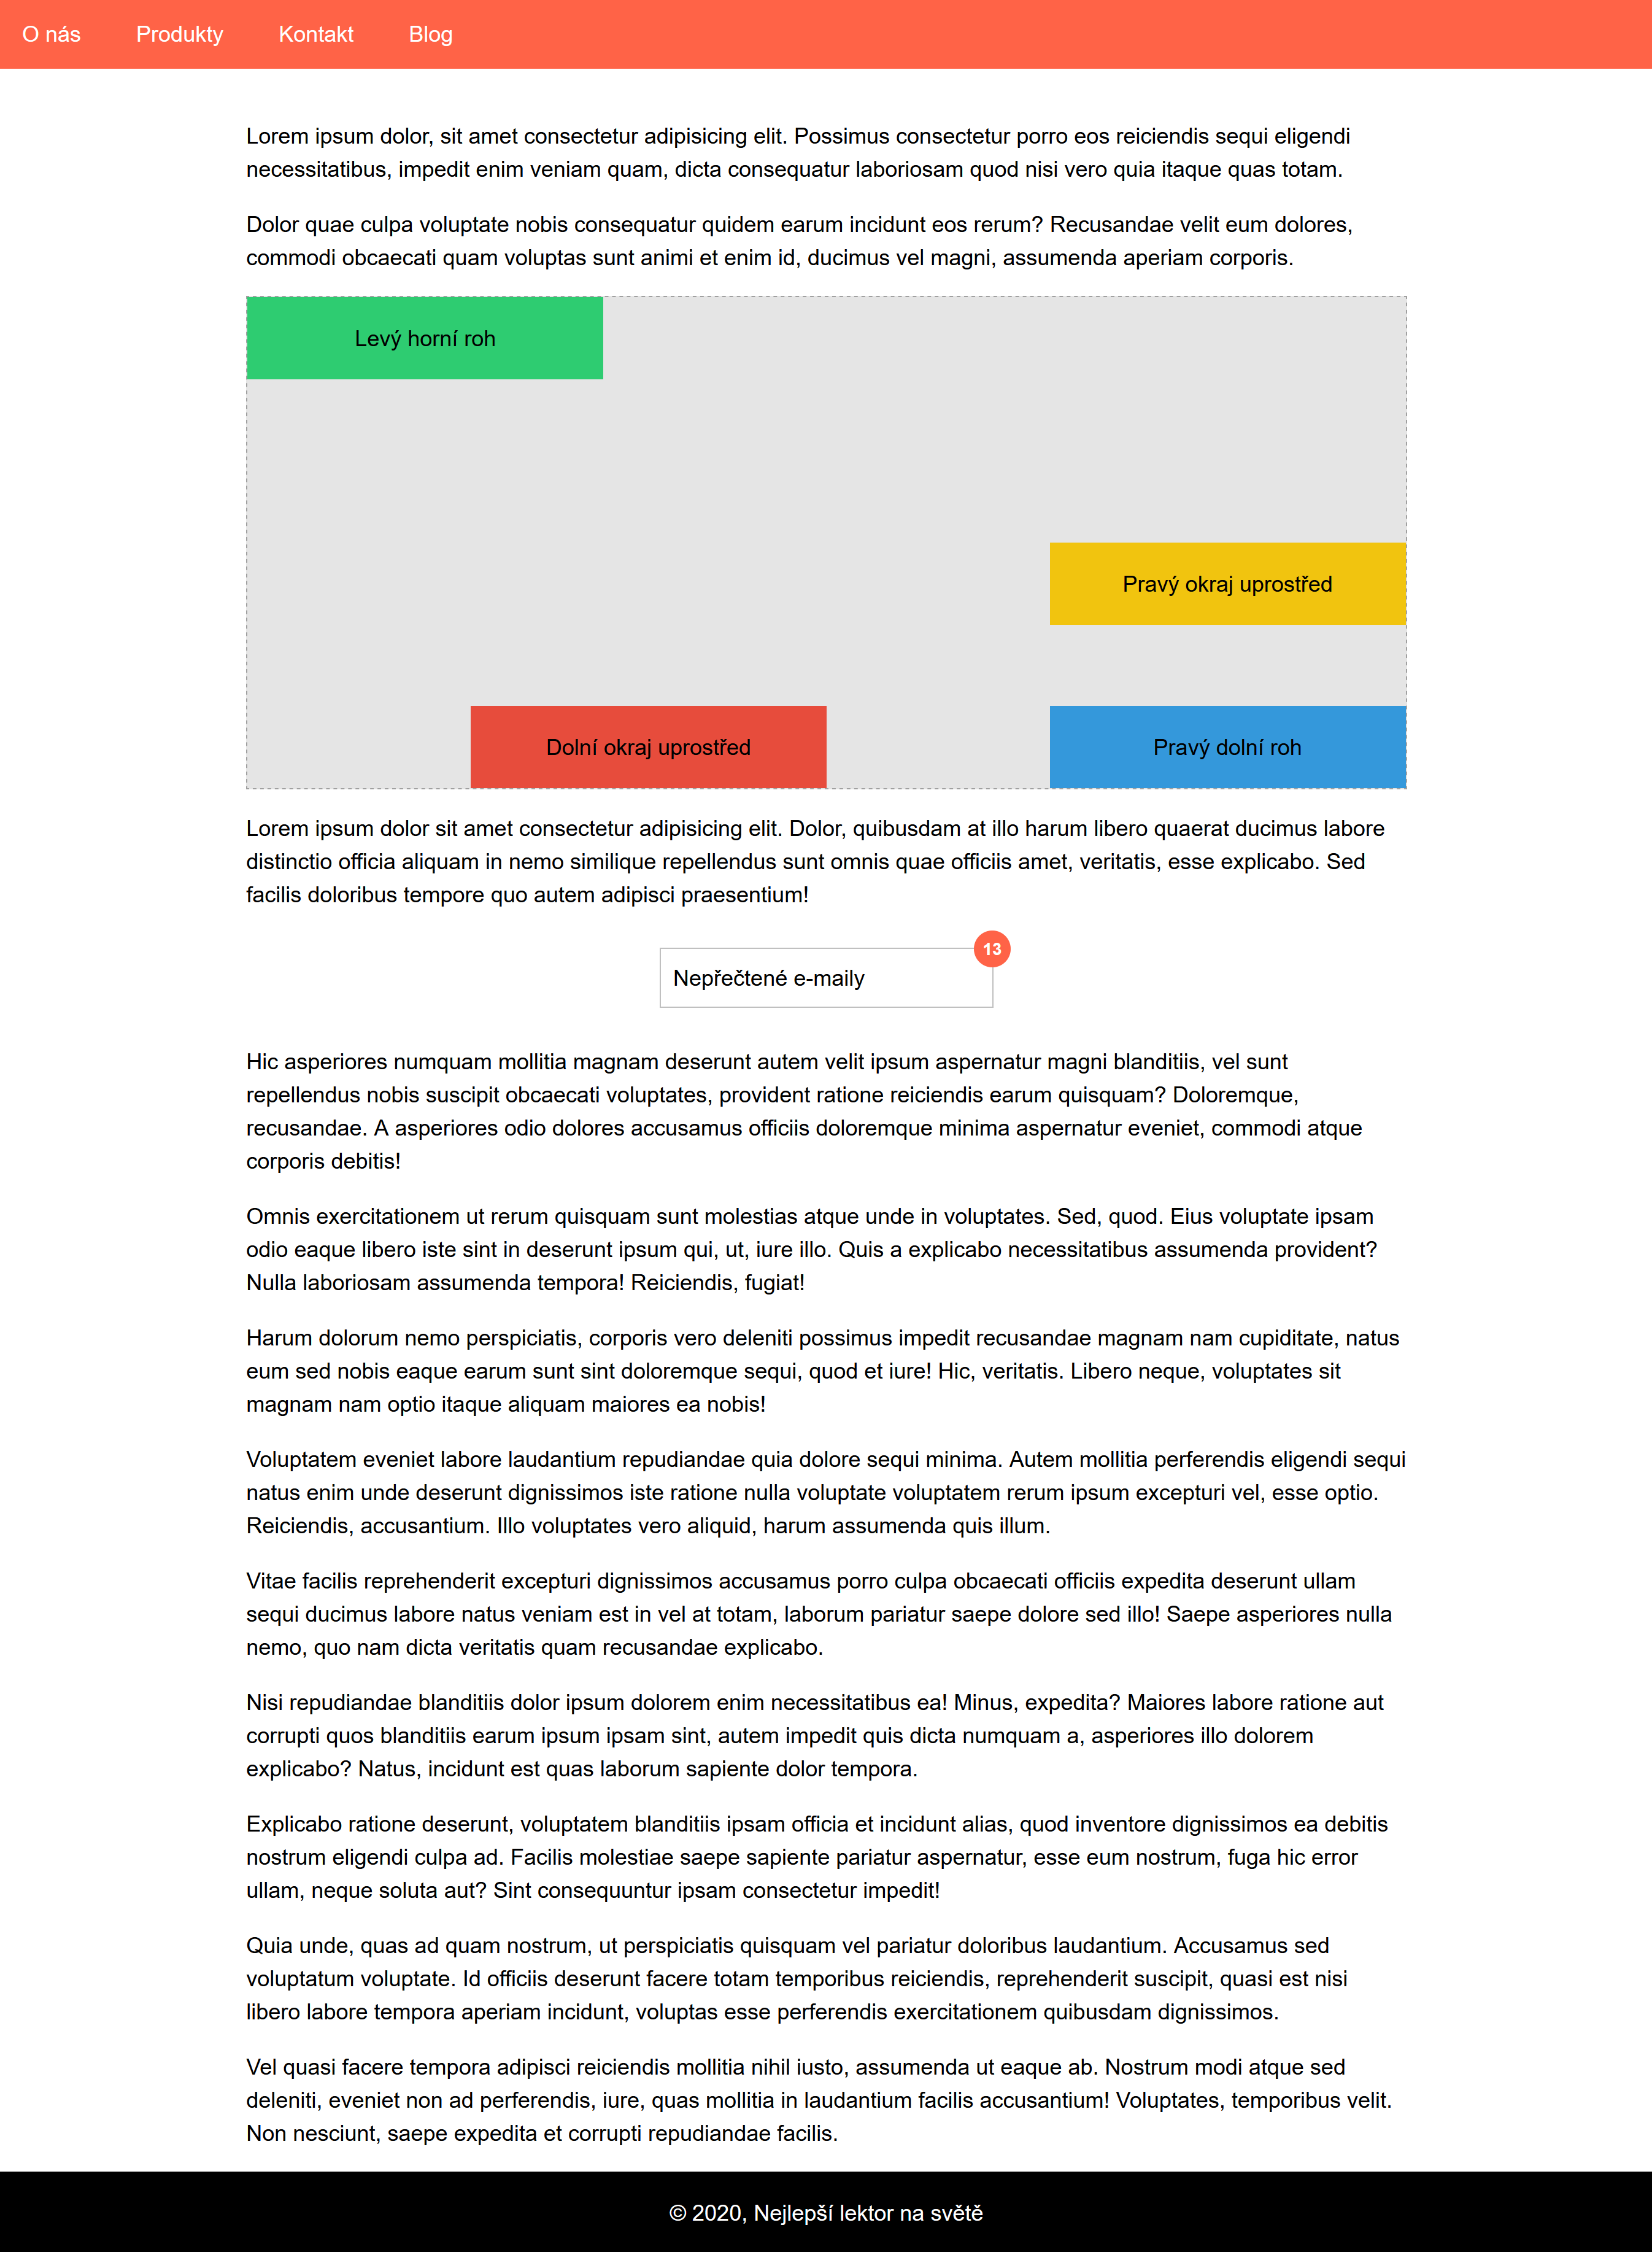 O nás Produkty Kontakt Blog
Lorem ipsum dolor, sit amet consectetur adipisicing elit. Possimus consectetur porro eos reiciendis sequi eligendi
necessitatibus, impedit enim veniam quam, dicta consequatur laboriosam quod nisi vero quia itaque quas totam.
Dolor quae culpa voluptate nobis consequatur quidem earum incidunt eos rerum? Recusandae velit eum dolores,
commodi obcaecati quam voluptas sunt animi et enim id, ducimus vel magni, assumenda aperiam corporis.
Levý horní roh
Pravý okraj uprostřed
Dolní okraj uprostřed
Pravý dolní roh
Lorem ipsum dolor sit amet consectetur adipisicing elit. Dolor, quibusdam at illo harum libero quaerat ducimus labore
distinctio officia aliquam in nemo similique repellendus sunt omnis quae officiis amet, veritatis, esse explicabo. Sed
facilis doloribus tempore quo autem adipisci praesentium!
13
Nepřečtené e-maily
Hic asperiores numquam mollitia magnam deserunt autem velit ipsum aspernatur magni blanditiis, vel sunt
repellendus nobis suscipit obcaecati voluptates, provident ratione reiciendis earum quisquam? Doloremque,
recusandae. A asperiores odio dolores accusamus officiis doloremque minima aspernatur eveniet, commodi atque
corporis debitis!
Omnis exercitationem ut rerum quisquam sunt molestias atque unde in voluptates. Sed, quod. Eius voluptate ipsam
odio eaque libero iste sint in deserunt ipsum qui, ut, iure illo. Quis a explicabo necessitatibus assumenda provident?
Nulla laboriosam assumenda tempora! Reiciendis, fugiat!
Harum dolorum nemo perspiciatis, corporis vero deleniti possimus impedit recusandae magnam nam cupiditate, natus
eum sed nobis eaque earum sunt sint doloremque sequi, quod et iure! Hic, veritatis. Libero neque, voluptates sit
magnam nam optio itaque aliquam maiores ea nobis!
Voluptatem eveniet labore laudantium repudiandae quia dolore sequi minima. Autem mollitia perferendis eligendi sequi
natus enim unde deserunt dignissimos iste ratione nulla voluptate voluptatem rerum ipsum excepturi vel, esse optio.
Reiciendis, accusantium. Illo voluptates vero aliquid, harum assumenda quis illum.
Vitae facilis reprehenderit excepturi dignissimos accusamus porro culpa obcaecati officiis expedita deserunt ullam
sequi ducimus labore natus veniam est in vel at totam, laborum pariatur saepe dolore sed illo! Saepe asperiores nulla
nemo, quo nam dicta veritatis quam recusandae explicabo.
Nisi repudiandae blanditiis dolor ipsum dolorem enim necessitatibus ea! Minus, expedita? Maiores labore ratione aut
corrupti quos blanditiis earum ipsum ipsam sint, autem impedit quis dicta numquam a, asperiores illo dolorem
explicabo? Natus, incidunt est quas laborum sapiente dolor tempora.
Explicabo ratione deserunt, voluptatem blanditiis ipsam officia et incidunt alias, quod inventore dignissimos ea debitis
nostrum eligendi culpa ad. Facilis molestiae saepe sapiente pariatur aspernatur, esse eum nostrum, fuga hic error
ullam, neque soluta aut? Sint consequuntur ipsam consectetur impedit!
Quia unde, quas ad quam nostrum, ut perspiciatis quisquam vel pariatur doloribus laudantium. Accusamus sed
voluptatum voluptate. Id officiis deserunt facere totam temporibus reiciendis, reprehenderit suscipit, quasi est nisi
libero labore tempora aperiam incidunt, voluptas esse perferendis exercitationem quibusdam dignissimos.
Vel quasi facere tempora adipisci reiciendis mollitia nihil iusto, assumenda ut eaque ab. Nostrum modi atque sed
deleniti, eveniet non ad perferendis, iure, quas mollitia in laudantium facilis accusantium! Voluptates, temporibus velit.
Non nesciunt, saepe expedita et corrupti repudiandae facilis.
© 2020, Nejlepší lektor na světě